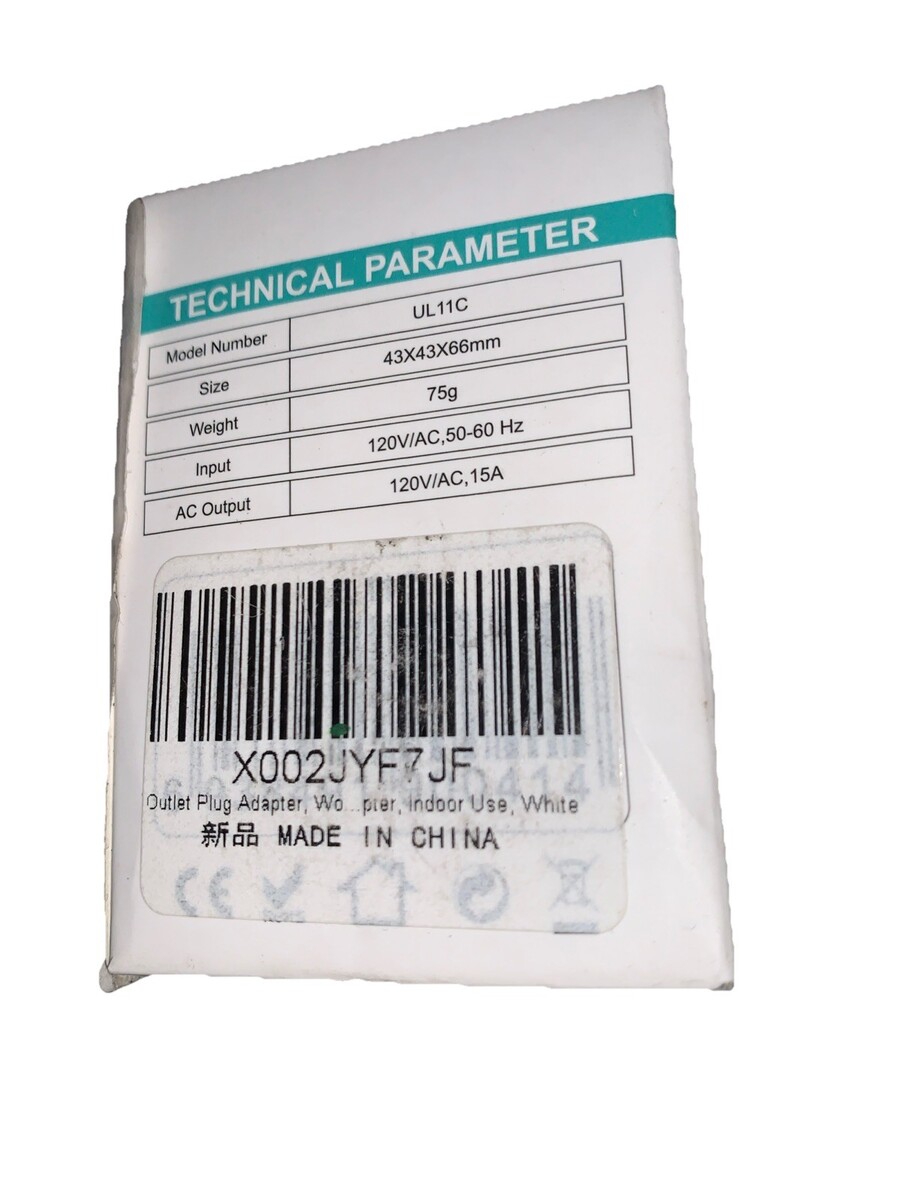 TECHNICAL PARAMETER
Model Number UL11C
Size 43X43X66mm
Weight 75g
Input 120V/AC,50-60 Hz
AC Output 120V/AC,15A
X002JYF7JF
Outlet Plug Adapter, Wo...pter, Indoor Use, White
新品 MADE IN CHINA
CE